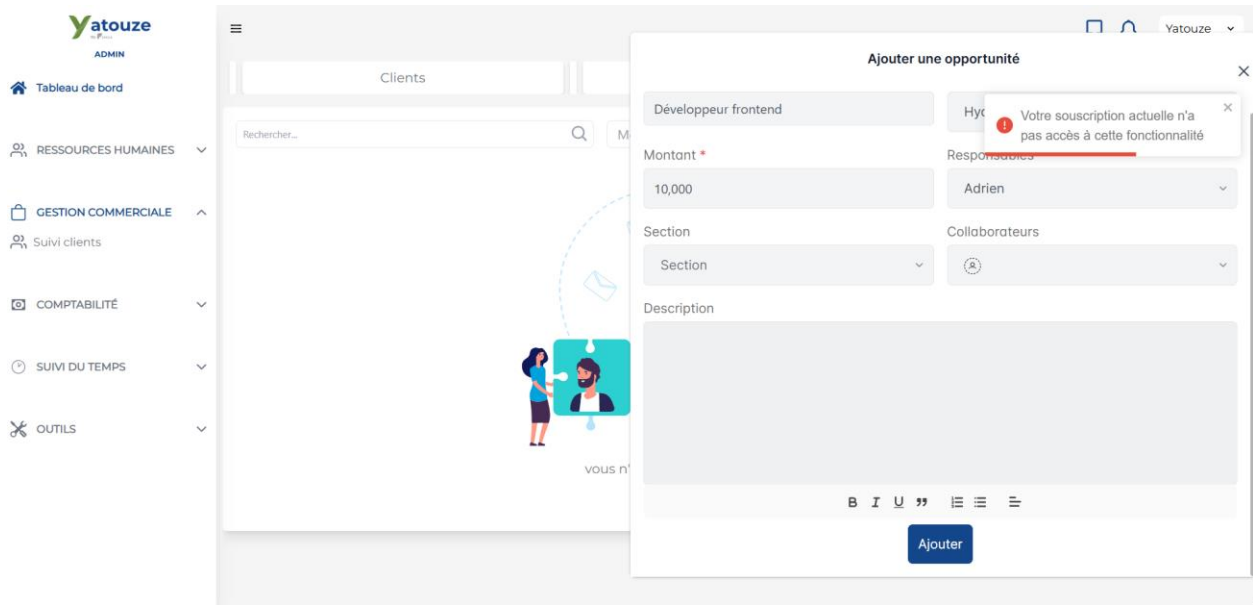 Yatouze
ADMIN
Tableau de bord
RESSOURCES HUMAINES
GESTION COMMERCIALE
Suivi clients
COMPTABILITÉ
SUIVI DU TEMPS
OUTILS
Yatouze
Clients
Rechercher...
M
vous n'
Ajouter une opportunité
Développeur frontend
Hyd
Votre souscription actuelle n'a
pas accès à cette fonctionnalité
Montant *
Responsables
10,000
Adrien
Section
Collaborateurs
Section
Description
B I U
Ajouter